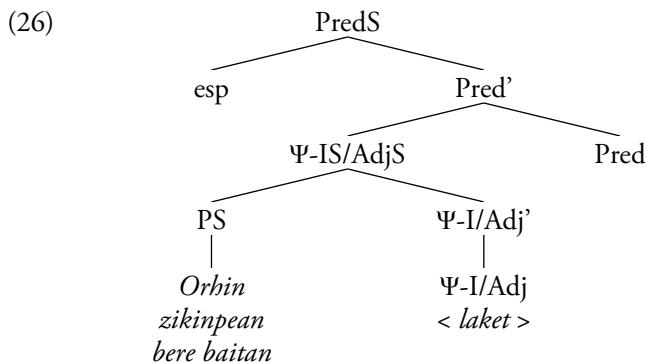 (26)
PredS
esp Pred’
Ψ-IS/AdjS Pred
PS Ψ-I/Adj’
Orhin Ψ-I/Adj
zikinpean < laket >
bere baitan